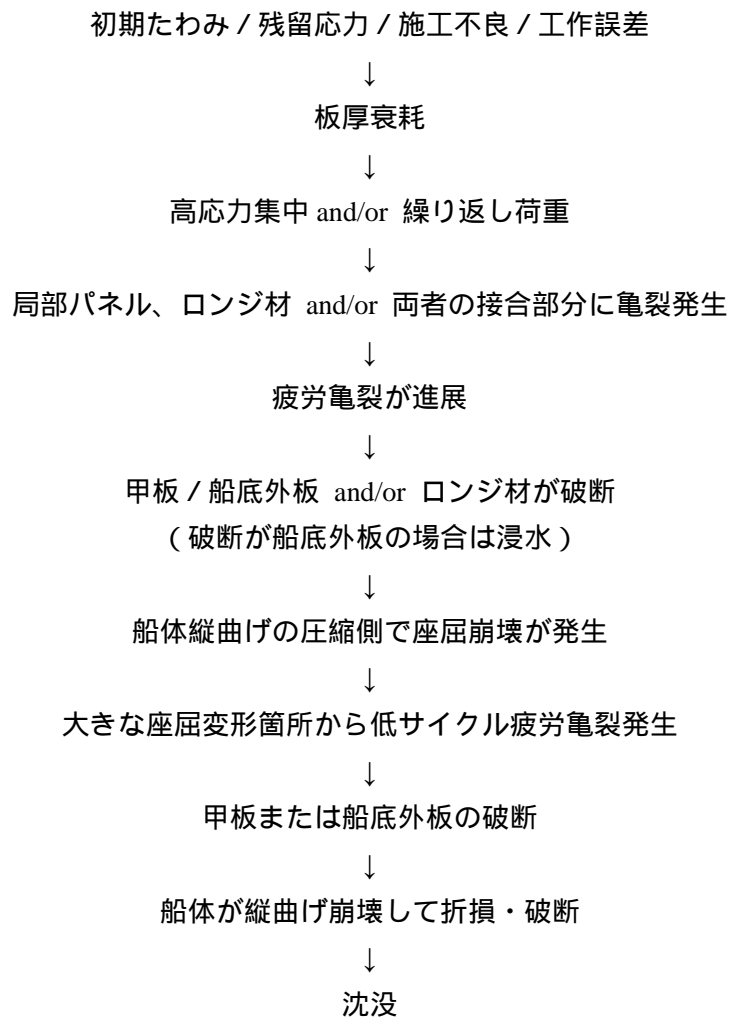 初期たわみ / 残留応力 / 施工不良 / 工作誤差
↓
板厚衰耗
↓
高応力集中 and/or 繰り返し荷重
↓
局部パネル、ロンジ材 and/or 両者の接合部分に亀裂発生
↓
疲労亀裂が進展
↓
甲板 / 船底外板 and/or ロンジ材が破断
( 破断が船底外板の場合は浸水 )
↓
船体縦曲げの圧縮側で座屈崩壊が発生
↓
大きな座屈変形箇所から低サイクル疲労亀裂発生
↓
甲板または船底外板の破断
↓
船体が縦曲げ崩壊して折損・破断
↓
沈没